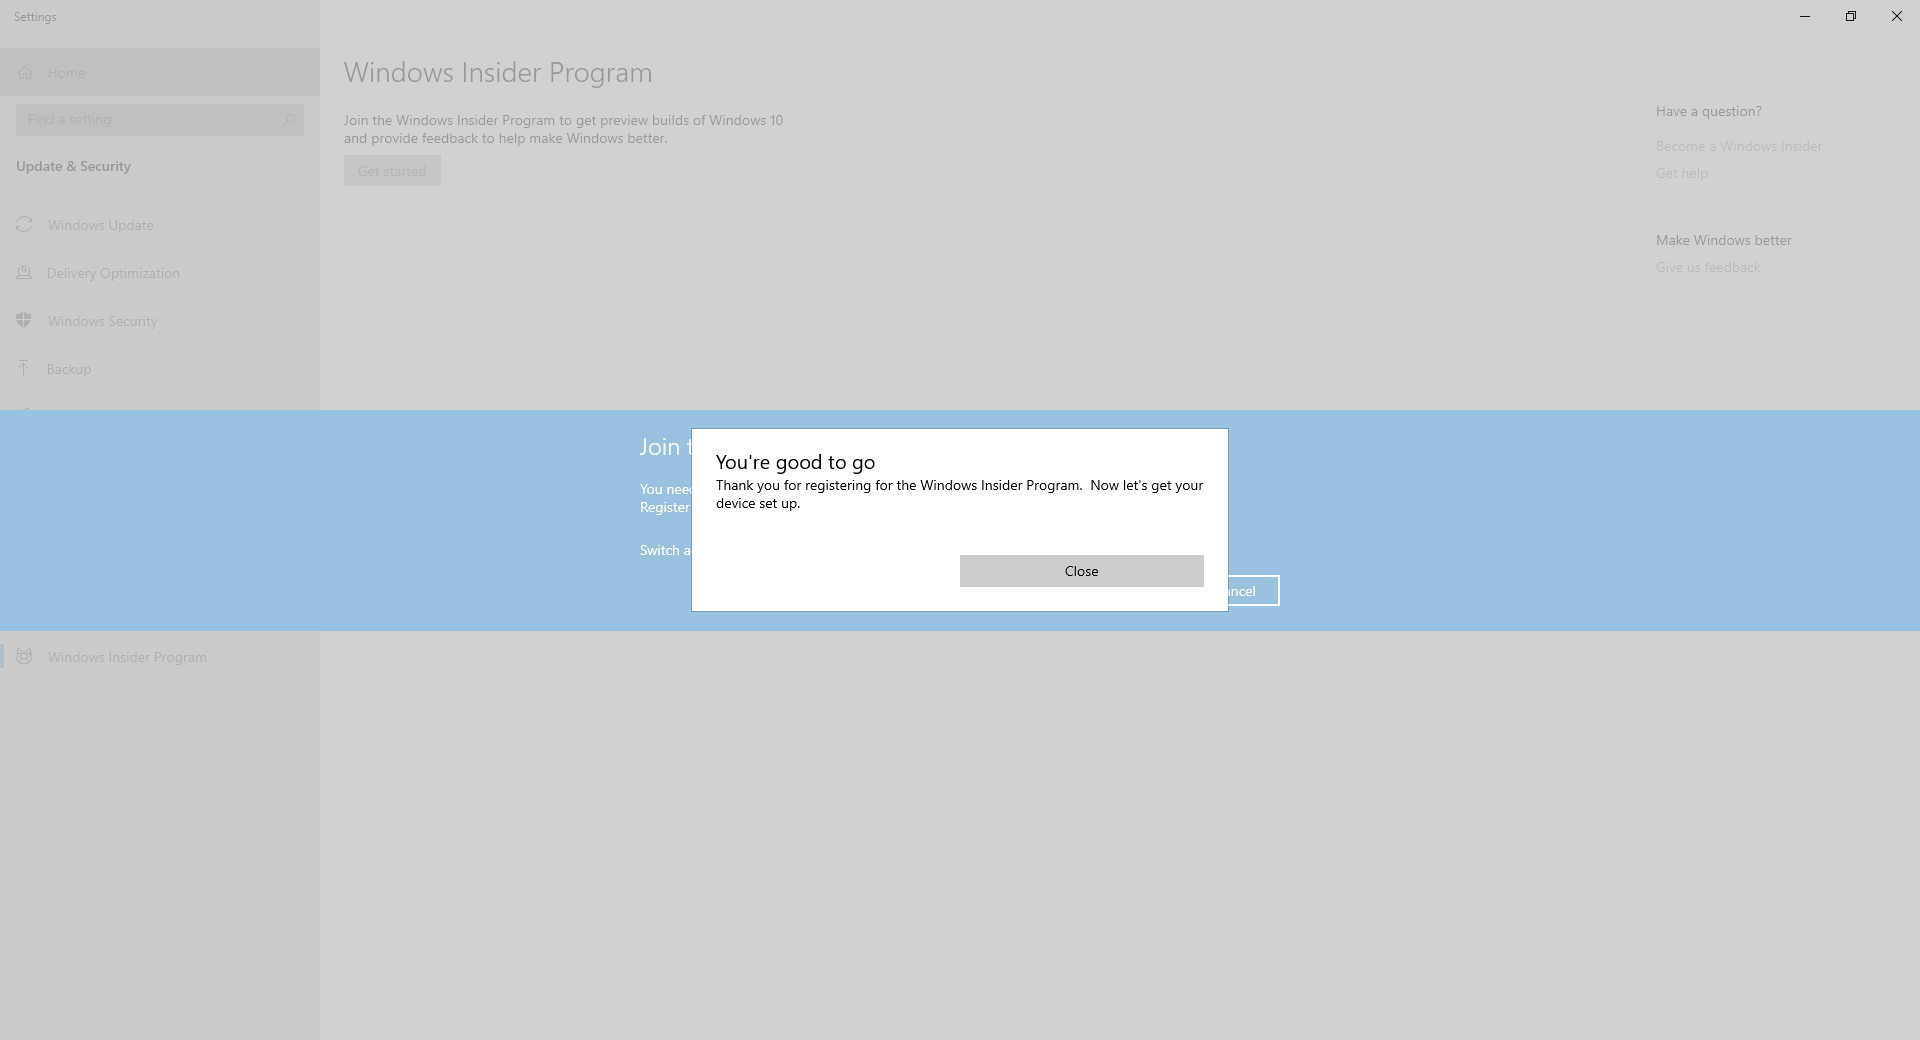 Settings
Home
Find a setting
Update & Security
Windows Update
Delivery Optimization
Windows Security
Backup
Windows Insider Program
Windows Insider Program
Join the Windows Insider Program to get preview builds of Windows 10
and provide feedback to help make Windows better.
Get started
Have a question?
Become a Windows Insider
Get help
Make Windows better
Give us feedback
Join t
You need
Register
Switch a
You're good to go
Thank you for registering for the Windows Insider Program.  Now let's get your
device set up.
Close
ncel